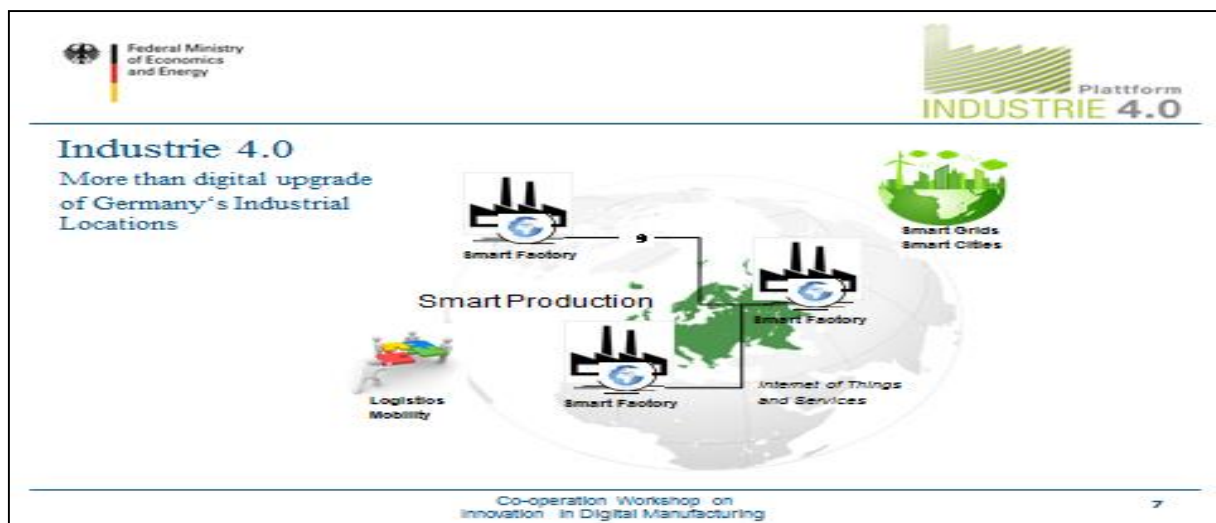 Federal Ministry
of Economics
and Energy
Plattform
INDUSTRIE 4.0
Industrie 4.0
More than digital upgrade
of Germany‘s Industrial
Locations
Smart Grids
Smart Cities
9
Smart Factory
Smart Production
Smart Factory
Logistics
Mobility
Smart Factory
Internet of Things
and Services
Co-operation Workshop on
Innovation in Digital Manufacturing
7